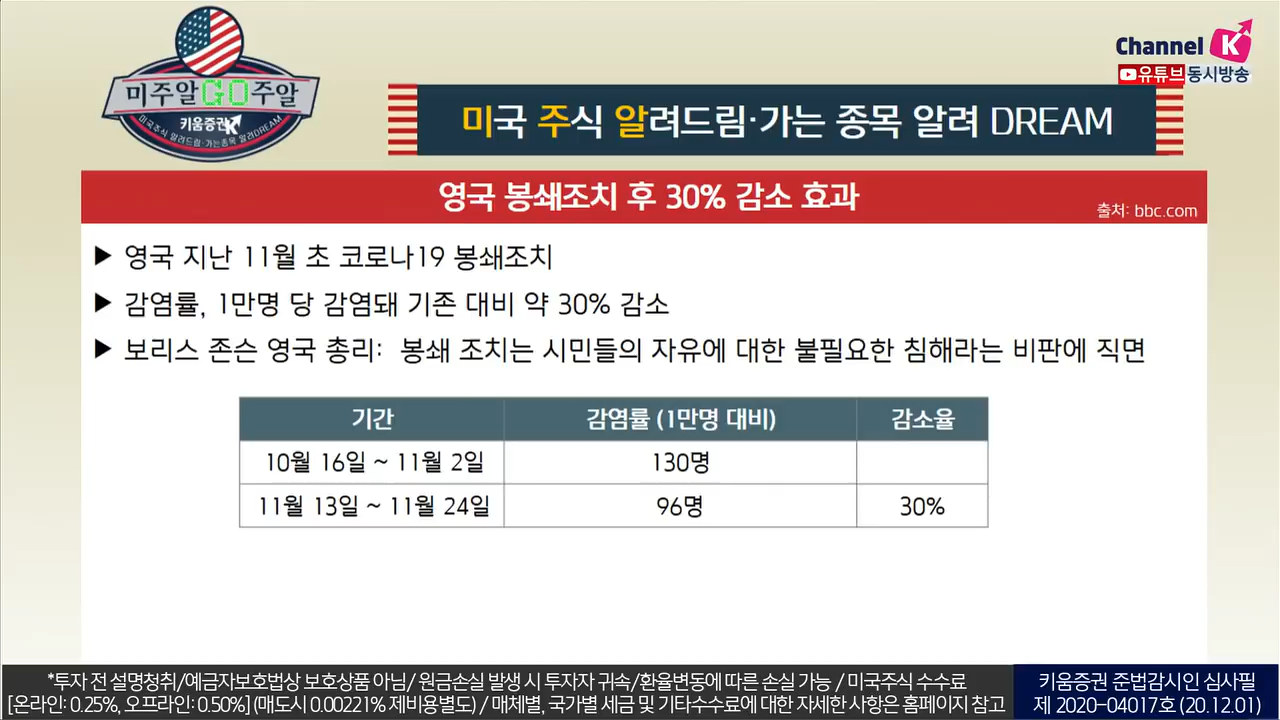 미주알GO주알
키움증권
미국주식 알려드림·가는종목 알려DREAM
Channel K
유튜브동시방송
미국 주식 알려드림·가는 종목 알려 DREAM
영국 봉쇄조치 후 30% 감소 효과
출처: bbc.com
▶ 영국 지난 11월 초 코로나19 봉쇄조치
▶ 감염률, 1만명 당 감염돼 기존 대비 약 30% 감소
▶ 보리스 존슨 영국 총리: 봉쇄 조치는 시민들의 자유에 대한 불필요한 침해라는 비판에 직면
기간 감염률 (1만명 대비) 감소율
10월 16일 ~ 11월 2일 130명
11월 13일 ~ 11월 24일 96명 30%
*투자 전 설명청취/예금자보호법상 보호상품 아님/ 원금손실 발생 시 투자자 귀속/환율변동에 따른 손실 가능 / 미국주식 수수료
[온라인: 0.25%, 오프라인: 0.50%] (매도시 0.00221% 제비용별도) / 매체별, 국가별 세금 및 기타수수료에 대한 자세한 사항은 홈페이지 참고
키움증권 준법감시인 심사필
제 2020-04017호 (20.12.01)